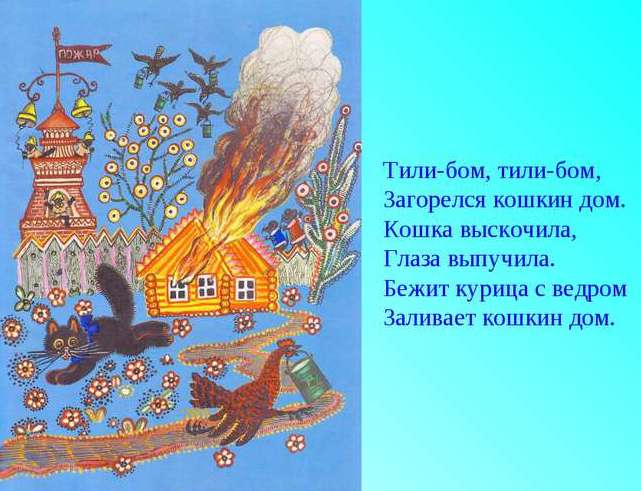 ПОЖАР
Тили-бом, тили-бом,
Загорелся кошкин дом.
Кошка выскочила,
Глаза выпучила.
Бежит курица с ведром
Заливает кошкин дом.